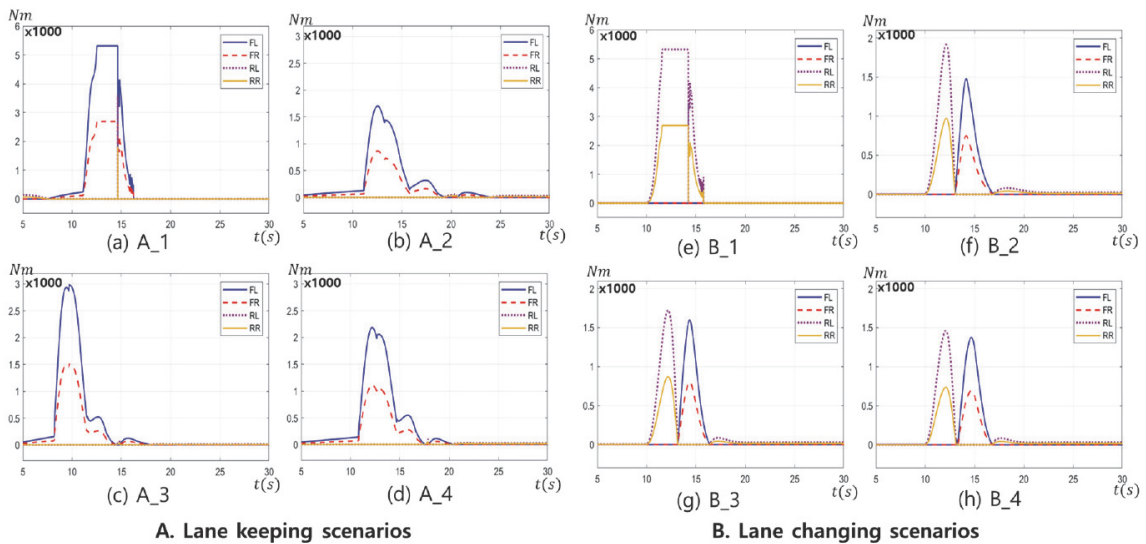 Nm
x1000
6
5
4
3
2
1
0
FL
FR
RL
RR
5 10 15 20 25 30
t(s)
(a) A_1
Nm
x1000
3
2.5
2
1.5
1
0.5
0
FL
FR
RL
RR
5 10 15 20 25 30
t(s)
(b) A_2
Nm
x1000
3
2.5
2
1.5
1
0.5
0
FL
FR
RL
RR
5 10 15 20 25 30
t(s)
(c) A_3
Nm
x1000
3
2.5
2
1.5
1
0.5
0
FL
FR
RL
RR
5 10 15 20 25 30
t(s)
(d) A_4
A. Lane keeping scenarios
Nm
x1000
6
5
4
3
2
1
0
FL
FR
RL
RR
5 10 15 20 25 30
t(s)
(e) B_1
Nm
x1000
2
1.5
1
0.5
0
FL
FR
RL
RR
5 10 15 20 25 30
t(s)
(f) B_2
Nm
x1000
2
1.5
1
0.5
0
FL
FR
RL
RR
5 10 15 20 25 30
t(s)
(g) B_3
Nm
x1000
2
1.5
1
0.5
0
FL
FR
RL
RR
5 10 15 20 25 30
t(s)
(h) B_4
B. Lane changing scenarios